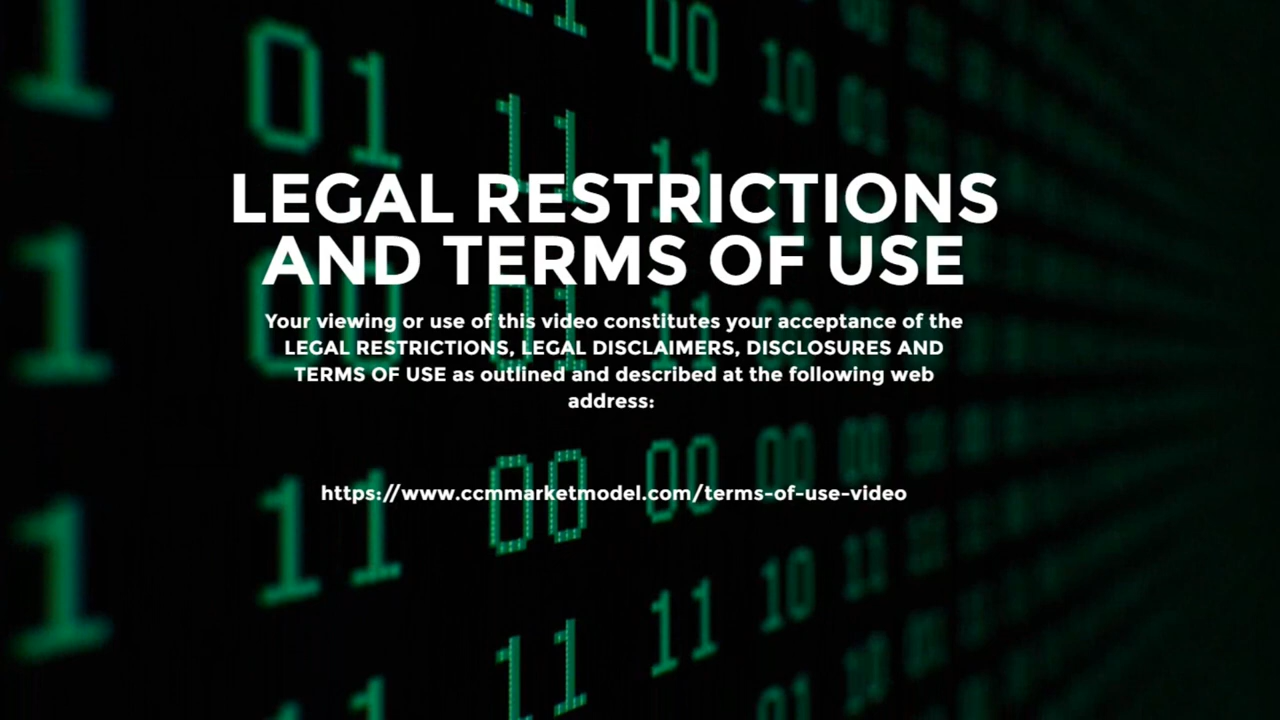 LEGAL RESTRICTIONS
AND TERMS OF USE
Your viewing or use of this video constitutes your acceptance of the
LEGAL RESTRICTIONS, LEGAL DISCLAIMERS, DISCLOSURES AND
TERMS OF USE as outlined and described at the following web
address:
https://www.ccmmarketmodel.com/terms-of-use-video